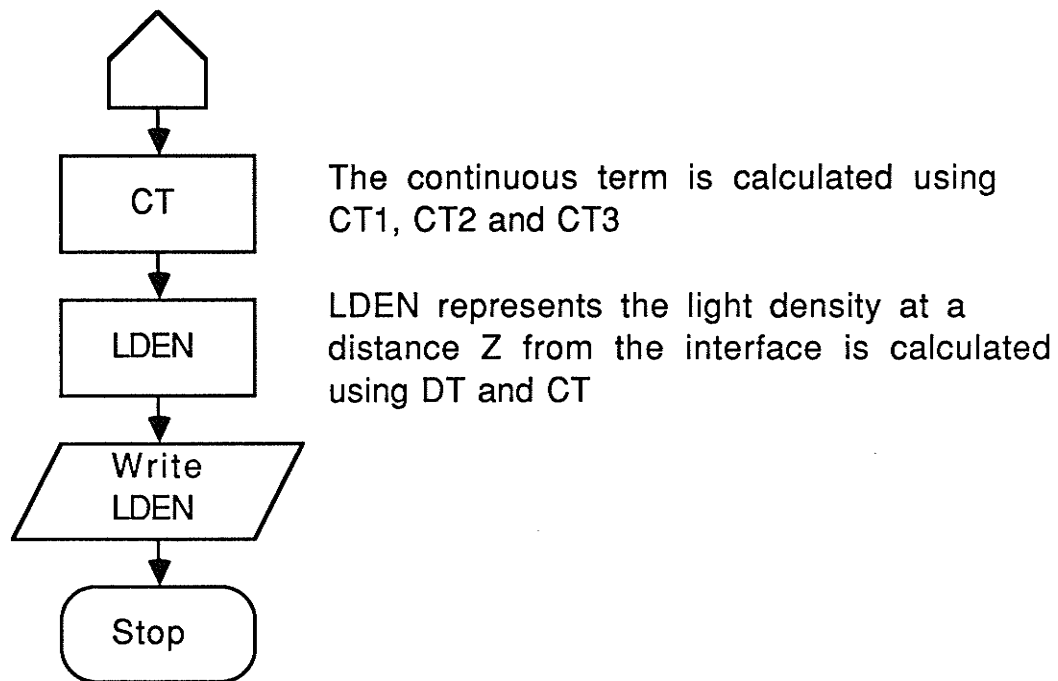 CT
The continuous term is calculated using
CT1, CT2 and CT3
LDEN
LDEN represents the light density at a
distance Z from the interface is calculated
using DT and CT
Write
LDEN
Stop